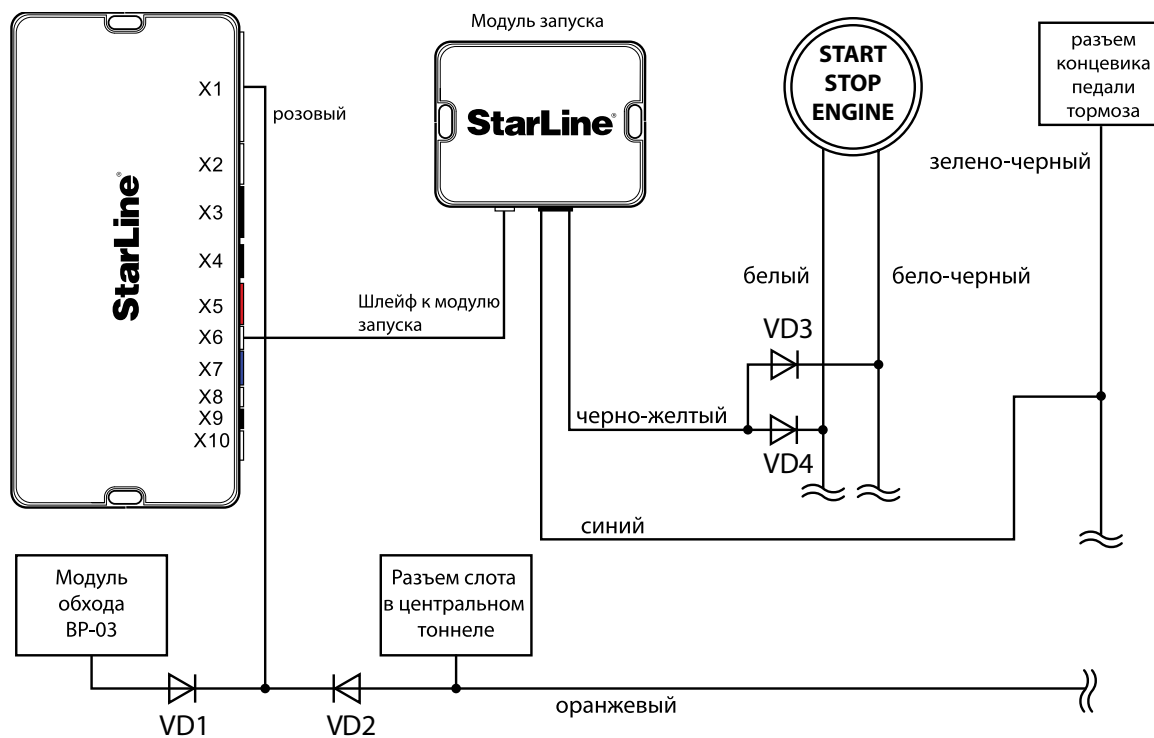 Модуль запуска
StarLine®
START
STOP
ENGINE
разъем
концевика
педали
тормоза
X1
X2
X3
X4
X5
X6
X7
X8
X9
X10
StarLine®
розовый
зелено-черный
белый
бело-черный
Шлейф к модулю
запуска
VD3
черно-желтый
VD4
синий
Модуль
обхода
BP-03
Разъем слота
в центральном
тоннеле
оранжевый
VD1
VD2